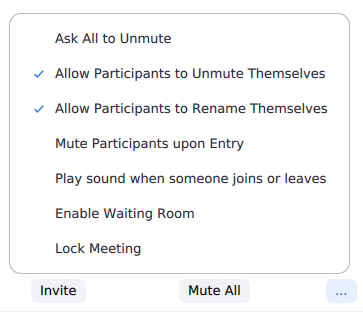 Ask All to Unmute
Allow Participants to Unmute Themselves
Allow Participants to Rename Themselves
Mute Participants upon Entry
Play sound when someone joins or leaves
Enable Waiting Room
Lock Meeting
Invite Mute All ...